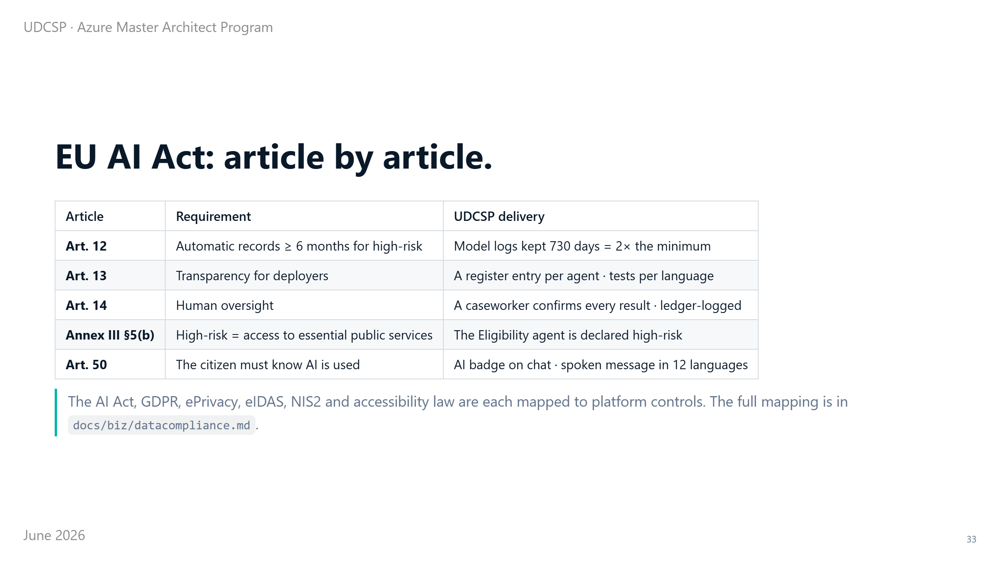 UDCSP · Azure Master Architect Program
EU AI Act: article by article.
Article Requirement UDCSP delivery
Art. 12 Automatic records ≥ 6 months for high-risk Model logs kept 730 days = 2× the minimum
Art. 13 Transparency for deployers A register entry per agent · tests per language
Art. 14 Human oversight A caseworker confirms every result · ledger-logged
Annex III §5(b) High-risk = access to essential public services The Eligibility agent is declared high-risk
Art. 50 The citizen must know AI is used AI badge on chat · spoken message in 12 languages
The AI Act, GDPR, ePrivacy, eIDAS, NIS2 and accessibility law are each mapped to platform controls. The full mapping is in
docs/biz/datacompliance.md.
June 2026
33